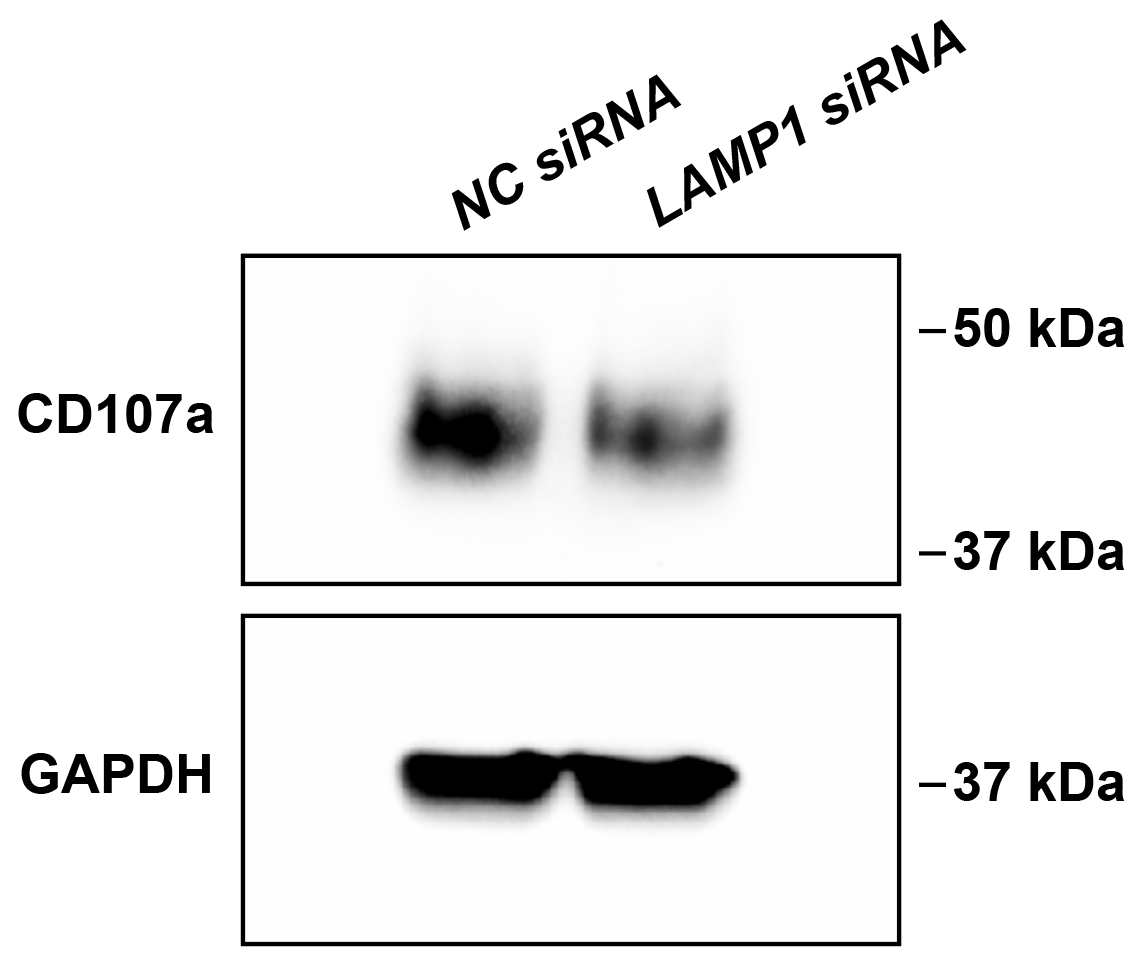 NC siRNA
LAMP1 siRNA
CD107a
–50 kDa
–37 kDa
GAPDH
–37 kDa